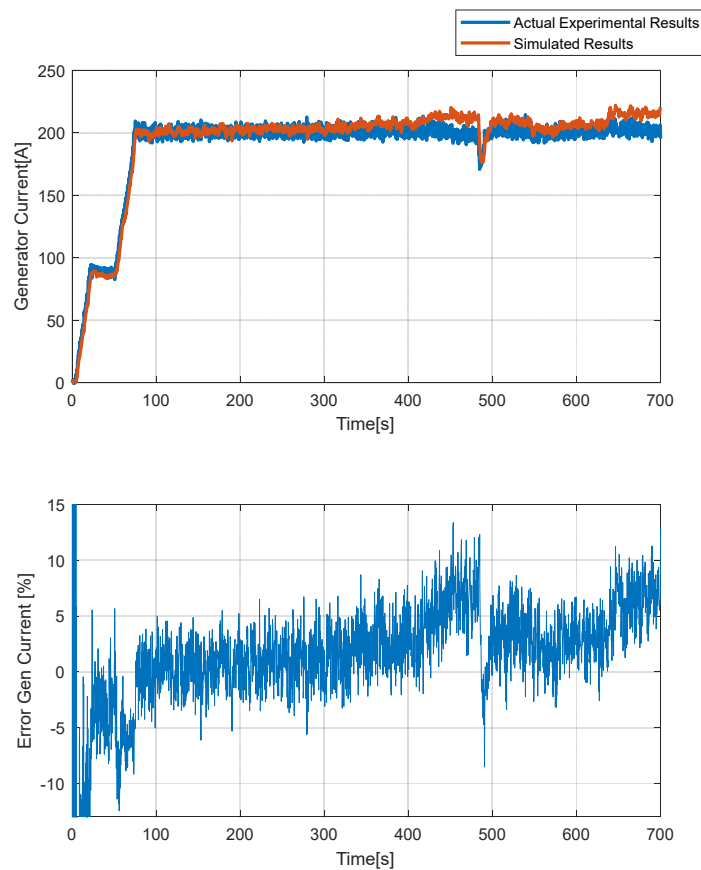 Actual Experimental Results
Simulated Results
250
200
150
100
50
0
Generator Current[A]
0 100 200 300 400 500 600 700
Time[s]
15
10
5
0
-5
-10
Error Gen Current [%]
0 100 200 300 400 500 600 700
Time[s]